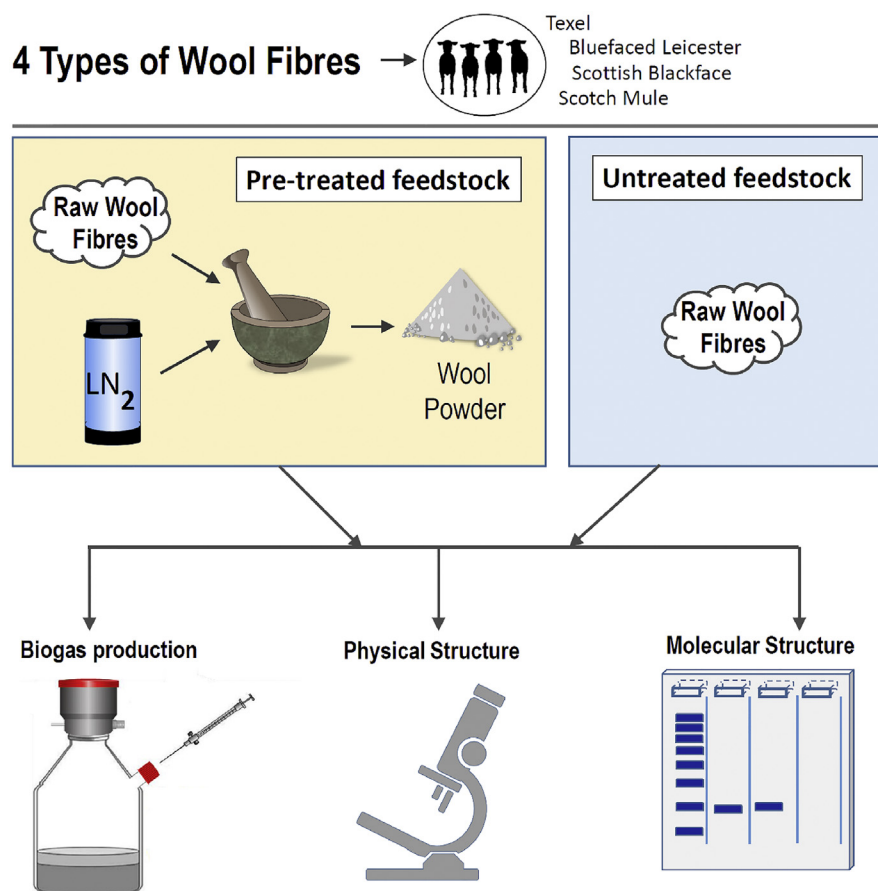 4 Types of Wool Fibres
Texel
Bluefaced Leicester
Scottish Blackface
Scotch Mule
Pre-treated feedstock
Raw Wool
Fibres
LN2
Wool
Powder
Untreated feedstock
Raw Wool
Fibres
Biogas production
Physical Structure
Molecular Structure